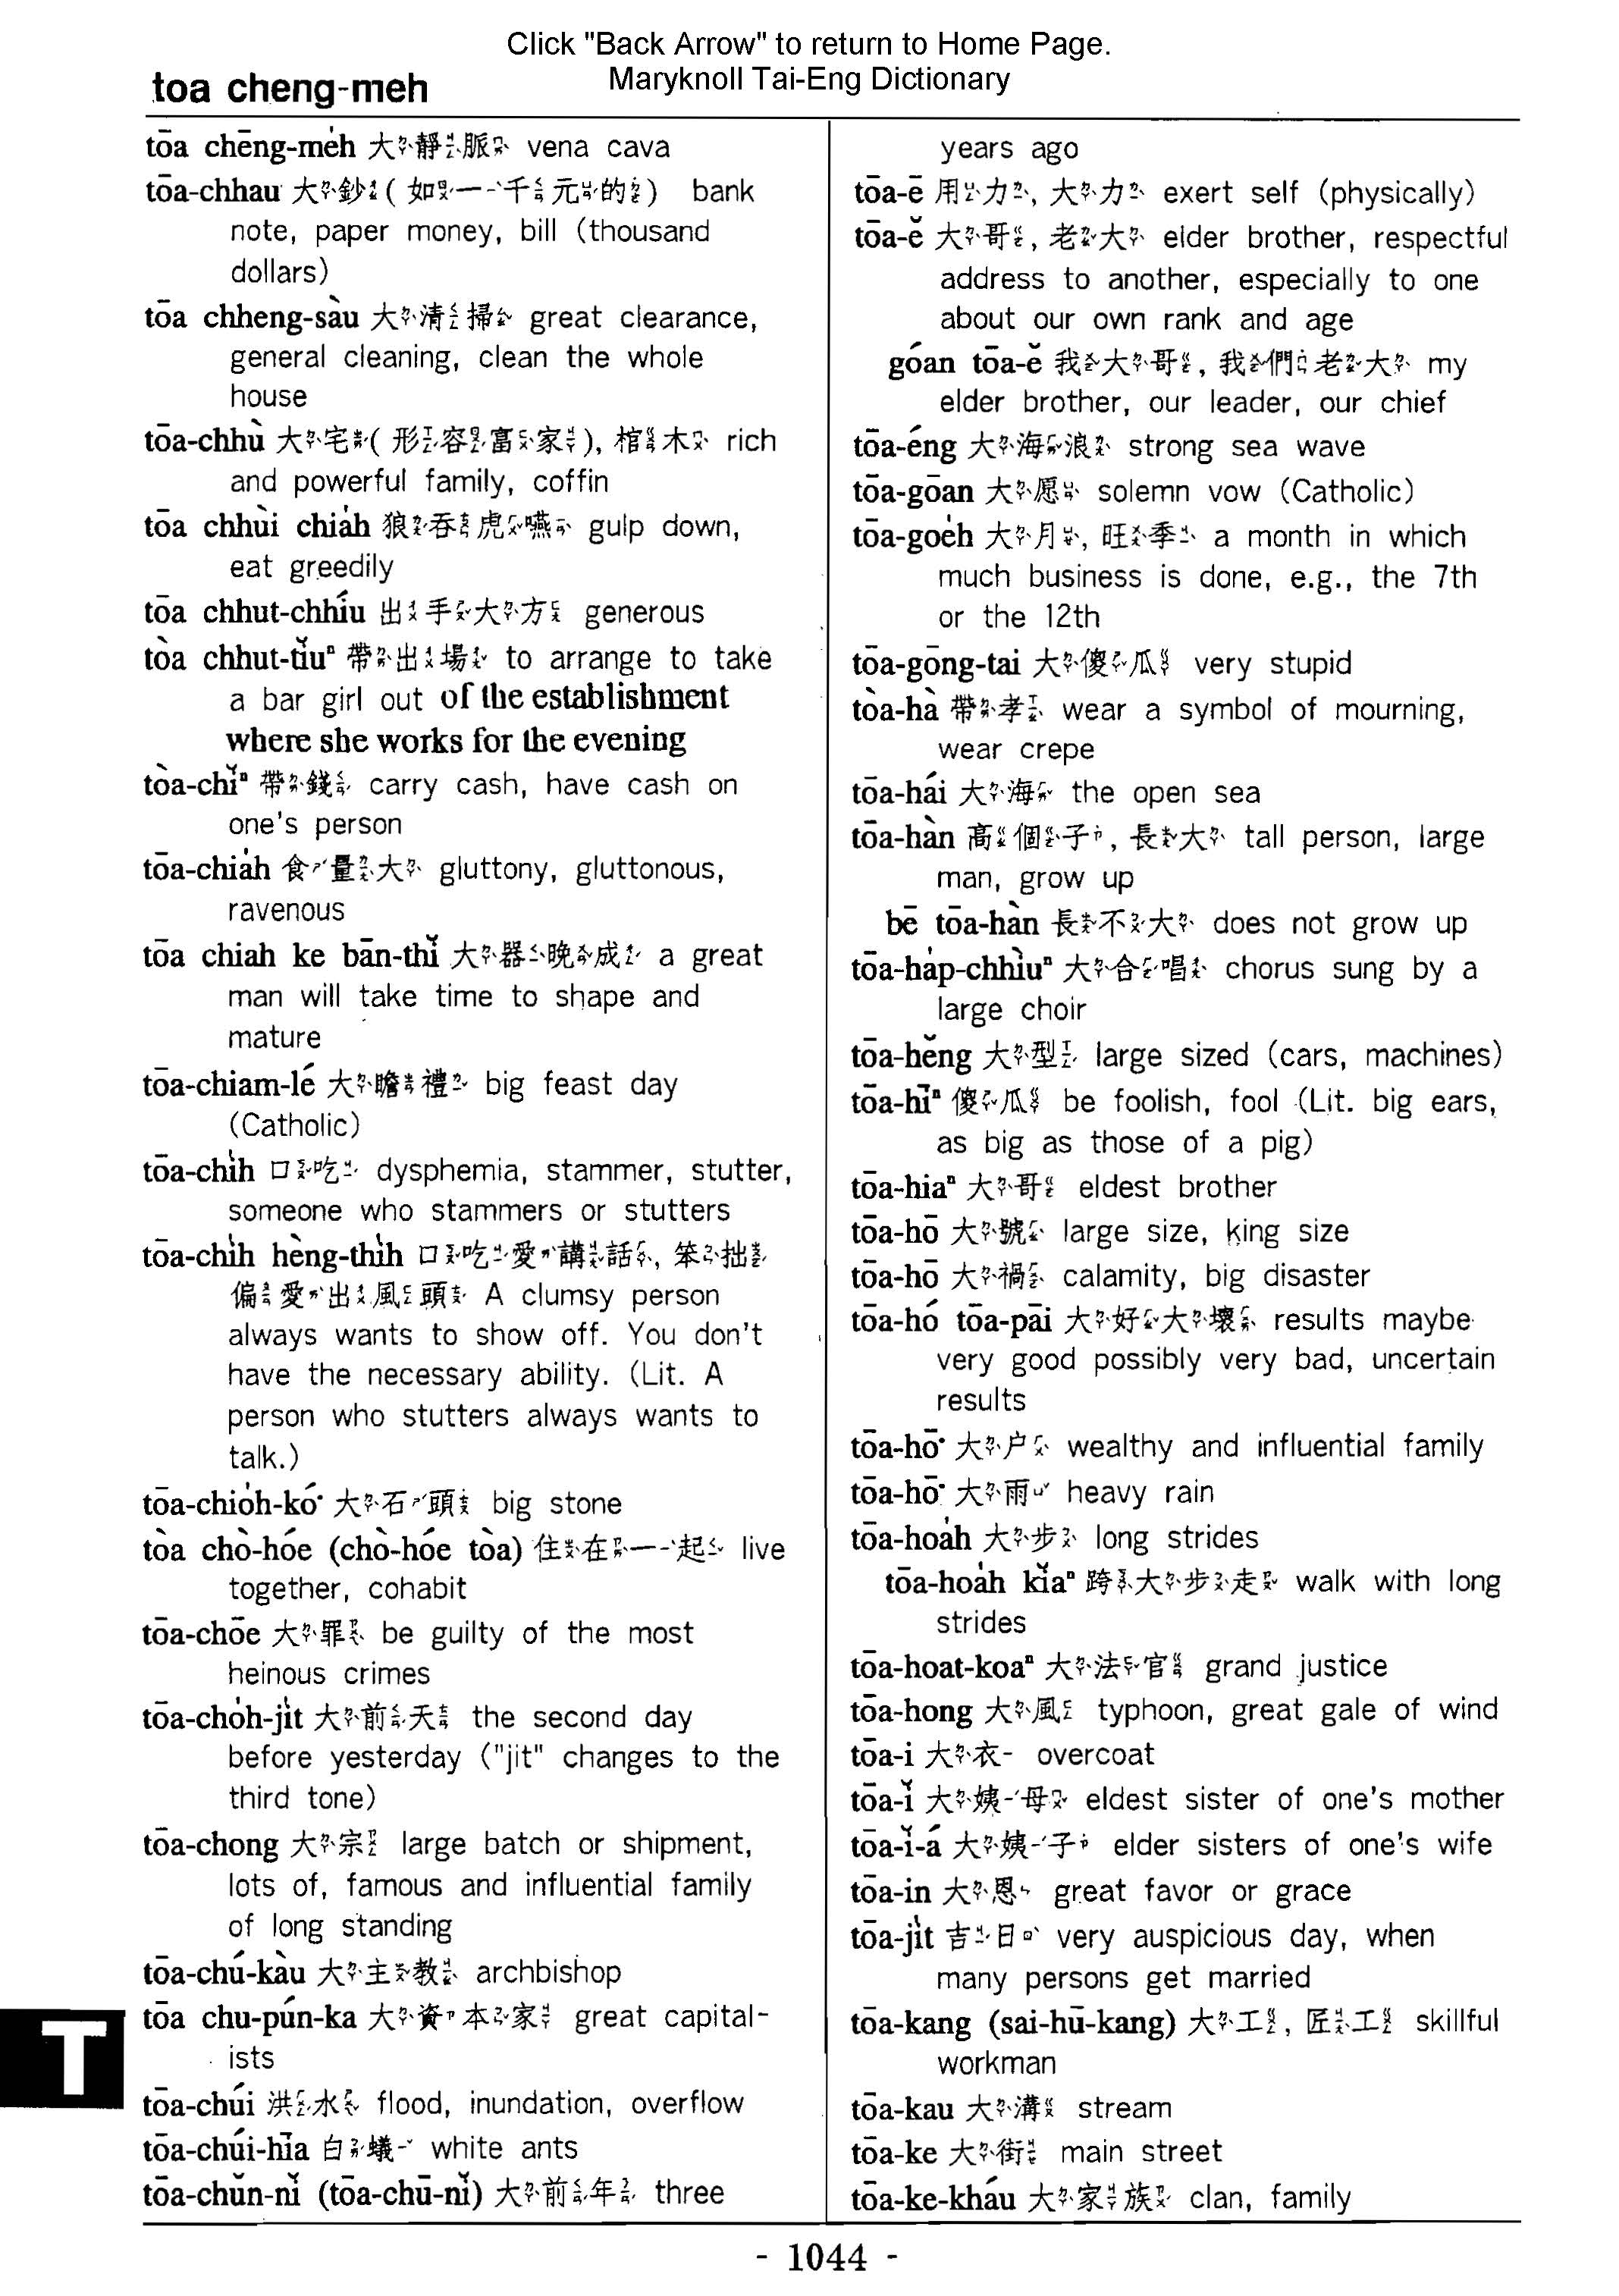 Click "Back Arrow" to return to Home Page.
Maryknoll Tai-Eng Dictionary
toa cheng-meh
tōa chēng-me̍h 大靜脈 vena cava
tōa-chhau 大鈔(如一千元的) bank
note, paper money, bill (thousand
dollars)
tōa chheng-sàu 大清掃 great clearance,
general cleaning, clean the whole
house
tōa-chhù 大宅(形容富家), 棺木 rich
and powerful family, coffin
tōa chhùi chia̍h 狼吞虎嚥 gulp down,
eat greedily
tōa chhut-chhíu 出手大方 generous
tòa chhut-tǐuⁿ 帶出場 to arrange to take
a bar girl out of the establishment
where she works for the evening
tòa-chǐⁿ 帶錢 carry cash, have cash on
one's person
tōa-chia̍h 食量大 gluttony, gluttonous,
ravenous
tōa chiah ke bān-thǐ 大器晚成 a great
man will take time to shape and
mature
tōa-chiam-lé 大瞻禮 big feast day
(Catholic)
tōa-chi̍h 口吃 dysphemia, stammer, stutter,
someone who stammers or stutters
tōa-chi̍h hèng-thi̍h 口吃愛講話, 笨拙
偏愛出風頭 A clumsy person
always wants to show off. You don't
have the necessary ability. (Lit. A
person who stutters always wants to
talk.)
tōa-chio̍h-kó͘ 大石頭 big stone
tòa chò-hóe (chò-hóe tòa) 住在一起 live
together, cohabit
tōa-chōe 大罪 be guilty of the most
heinous crimes
tōa-cho̍h-ji̍t 大前天 the second day
before yesterday ("jit" changes to the
third tone)
tōa-chong 大宗 large batch or shipment,
lots of, famous and influential family
of long standing
tōa-chú-kàu 大主教 archbishop
tōa chu-pún-ka 大資本家 great capital-
ists
tōa-chúi 洪水 flood, inundation, overflow
tōa-chúi-hīa 白蟻 white ants
tōa-chǔn-nǐ (tōa-chū-nǐ) 大前年 three
years ago
tōa-ē 用力, 大力 exert self (physically)
tōa-ě 大哥, 老大 elder brother, respectful
address to another, especially to one
about our own rank and age
góan tōa-ě 我大哥, 我們老大 my
elder brother, our leader, our chief
tōa-éng 大海浪 strong sea wave
tōa-gōan 大愿 solemn vow (Catholic)
tōa-goe̍h 大月, 旺季 a month in which
much business is done, e.g., the 7th
or the 12th
tōa-gōng-tai 大傻瓜 very stupid
tòa-hà 帶孝 wear a symbol of mourning,
wear crepe
tōa-hái 大海 the open sea
tōa-hàn 高個子, 長大 tall person, large
man, grow up
bē tōa-hàn 長不大 does not grow up
tōa-ha̍p-chhìuⁿ 大合唱 chorus sung by a
large choir
tōa-hěng 大型 large sized (cars, machines)
tōa-hīⁿ 傻瓜 be foolish, fool (Lit. big ears,
as big as those of a pig)
tōa-hiaⁿ 大哥 eldest brother
tōa-hō 大號 large size, king size
tōa-hō 大禍 calamity, big disaster
tōa-hó tōa-pāi 大好大壞 results maybe
very good possibly very bad, uncertain
results
tōa-hō͘ 大户 wealthy and influential family
tōa-hō͘ 大雨 heavy rain
tōa-hoa̍h 大步 long strides
tōa-hoa̍h kǐaⁿ 跨大步走 walk with long
strides
tōa-hoat-koaⁿ 大法官 grand justice
tōa-hong 大風 typhoon, great gale of wind
tōa-i 大衣 overcoat
tōa-ǐ 大姨母 eldest sister of one's mother
tōa-ǐ-á 大姨子 elder sisters of one's wife
tōa-in 大恩 great favor or grace
tōa-ji̍t 吉日 very auspicious day, when
many persons get married
tōa-kang (sai-hū-kang) 大工, 匠工 skillful
workman
tōa-kau 大溝 stream
tōa-ke 大街 main street
tōa-ke-kháu 大家族 clan, family
T
- 1044 -